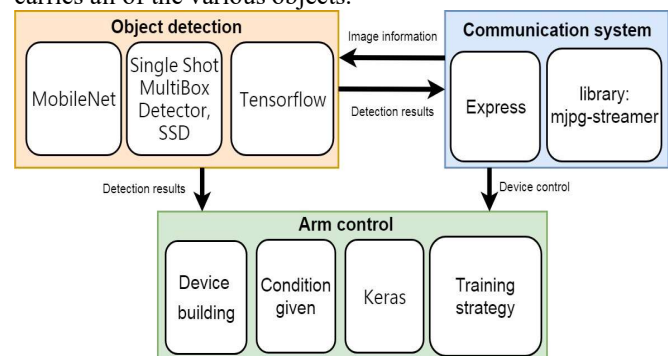 carries all of the various objects.
Object detection
MobileNet
Single Shot
MultiBox
Detector,
SSD
Tensorflow
Image information
Detection results
Communication system
Express
library:
mjpg-streamer
Detection results
Device control
Arm control
Device
building
Condition
given
Keras
Training
strategy